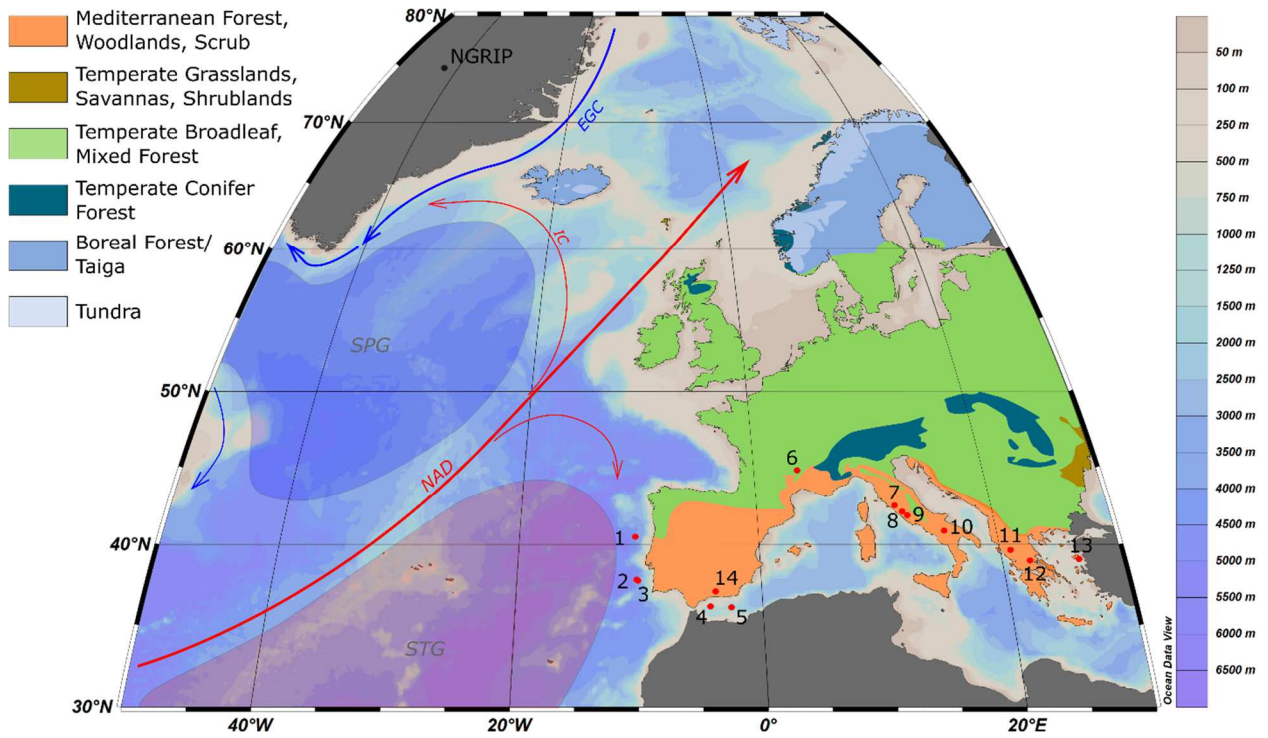 Mediterranean Forest,
Woodlands, Scrub
Temperate Grasslands,
Savannas, Shrublands
Temperate Broadleaf,
Mixed Forest
Temperate Conifer
Forest
Boreal Forest/
Taiga
Tundra
80°N
70°N
60°N
50°N
40°N
30°N
40°W
20°W
0°
20°E
NGRIP
EGC
IC
SPG
NAD
STG
1
2
3
4
5
6
7
8
9
10
11
12
13
14
Ocean Data View
50 m
100 m
250 m
500 m
750 m
1000 m
1250 m
1500 m
2000 m
2500 m
3000 m
3500 m
4000 m
4500 m
5000 m
5500 m
6000 m
6500 m